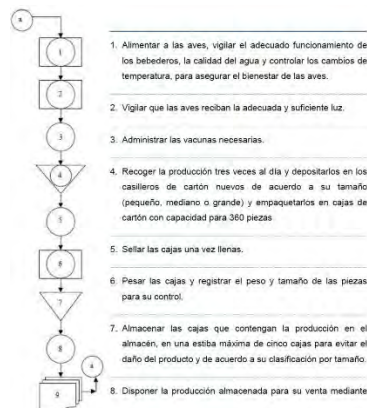 a
1
1. Alimentar a las aves, vigilar el adecuado funcionamiento de
los bebederos, la calidad del agua y controlar los cambios de
temperatura, para asegurar el bienestar de las aves.
2
2. Vigilar que las aves reciban la adecuada y suficiente luz.
3
3. Administrar las vacunas necesarias.
4
4. Recoger la producción tres veces al día y depositarlos en los
casilleros de cartón nuevos de acuerdo a su tamaño
(pequeño, mediano o grande) y empaquetarlos en cajas de
cartón con capacidad para 360 piezas
5
5. Sellar las cajas una vez llenas.
6
6. Pesar las cajas y registrar el peso y tamaño de las piezas
para su control.
7
7. Almacenar las cajas que contengan la producción en el
almacén, en una estiba máxima de cinco cajas para evitar el
daño del producto y de acuerdo a su clasificación por tamaño.
8
a
8. Disponer la producción almacenada para su venta mediante
9